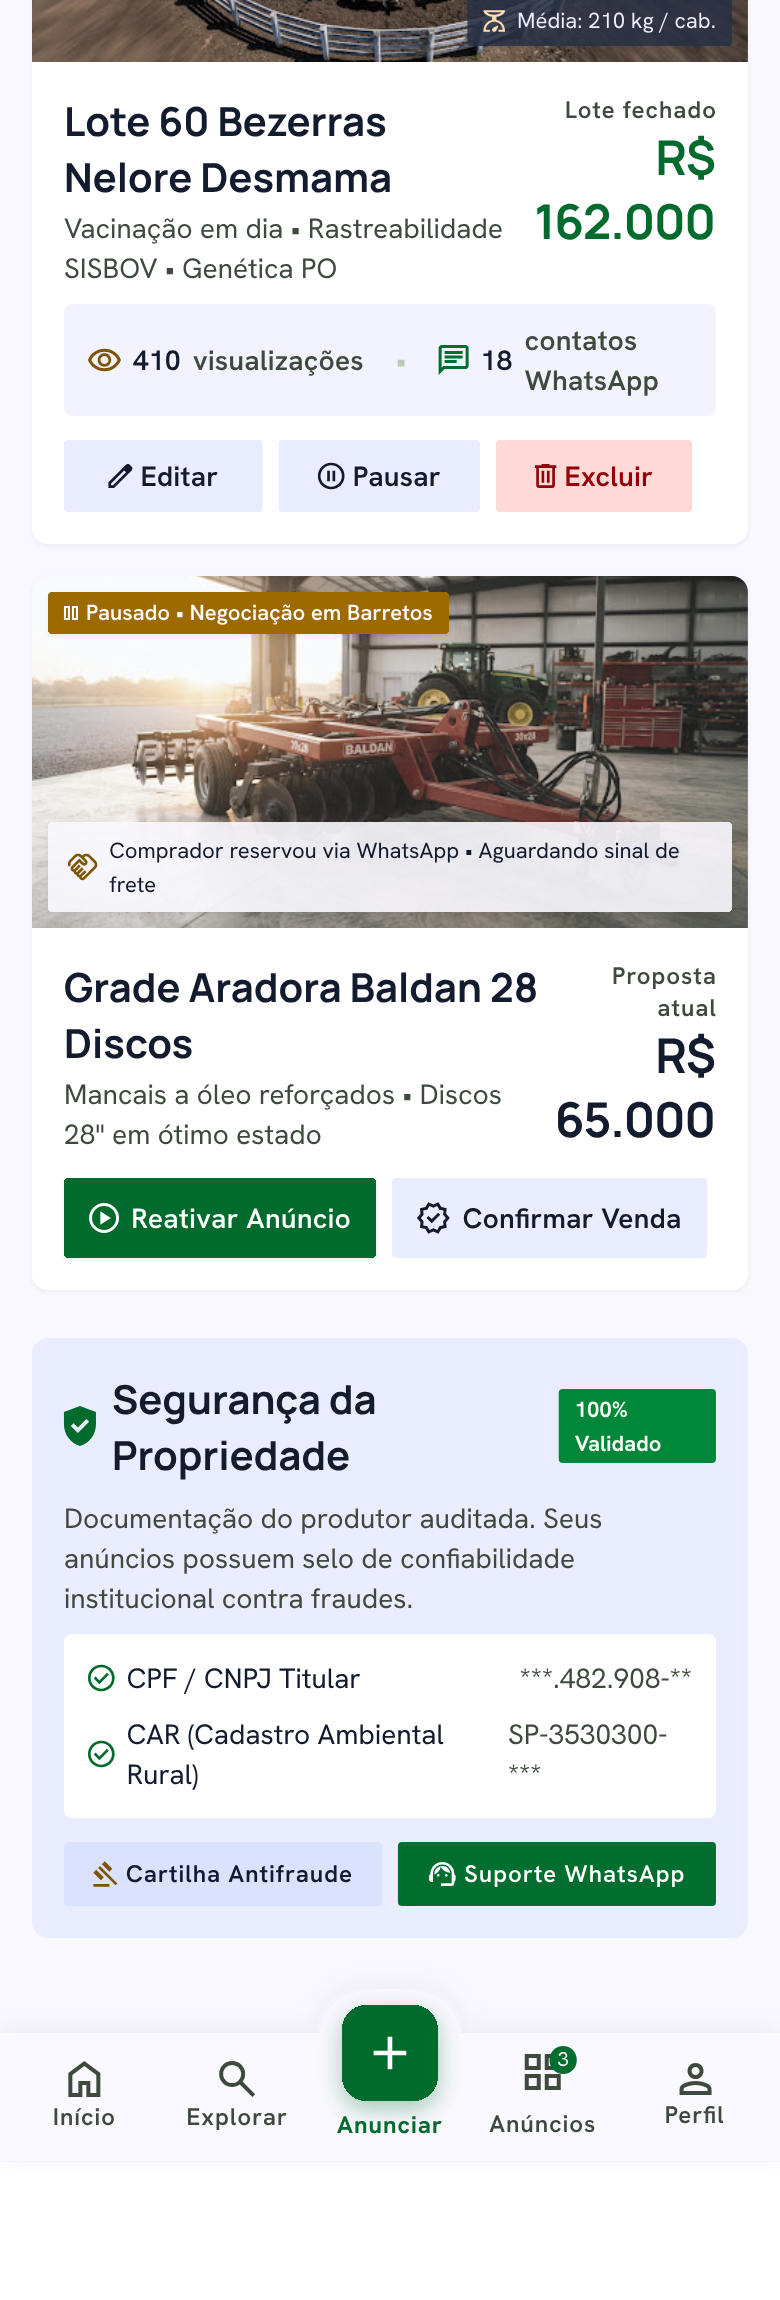 Média: 210 kg / cab.
Lote 60 Bezerras
Nelore Desmama
Lote fechado
R$
162.000
Vacinação em dia ▪ Rastreabilidade
SISBOV ▪ Genética PO
410 visualizações ▪ 18 contatos
WhatsApp
Editar
Pausar
Excluir
Pausado ▪ Negociação em Barretos
30x28
BALDAN
30x28
Comprador reservou via WhatsApp ▪ Aguardando sinal de
frete
Grade Aradora Baldan 28
Discos
Proposta
atual
R$
65.000
Mancais a óleo reforçados ▪ Discos
28" em ótimo estado
Reativar Anúncio
Confirmar Venda
Segurança da
Propriedade
100%
Validado
Documentação do produtor auditada. Seus
anúncios possuem selo de confiabilidade
institucional contra fraudes.
CPF / CNPJ Titular
***.482.908-**
CAR (Cadastro Ambiental
Rural)
SP-3530300-
***
Cartilha Antifraude
Suporte WhatsApp
Início
Explorar
Anunciar
3
Anúncios
Perfil